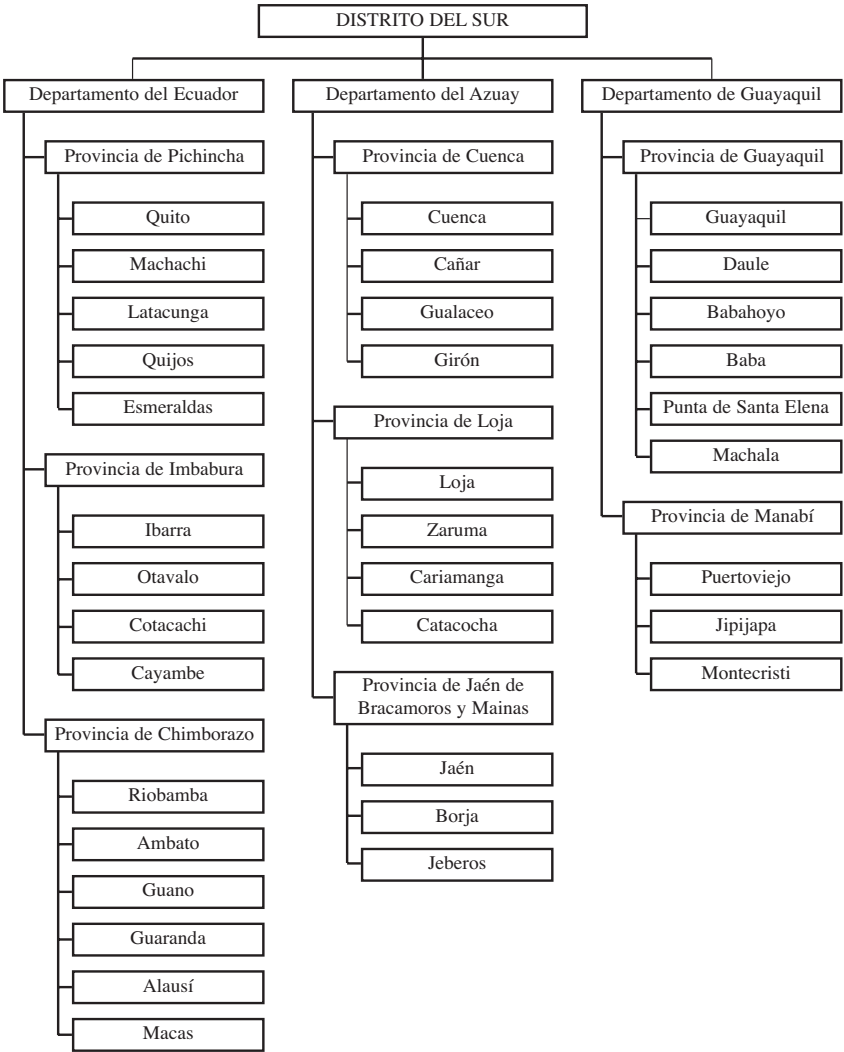 DISTRITO DEL SUR
Departamento del Ecuador
Provincia de Pichincha
Quito
Machachi
Latacunga
Quijos
Esmeraldas
Provincia de Imbabura
Ibarra
Otavalo
Cotacachi
Cayambe
Provincia de Chimborazo
Riobamba
Ambato
Guano
Guaranda
Alausí
Macas
Departamento del Azuay
Provincia de Cuenca
Cuenca
Cañar
Gualaceo
Girón
Provincia de Loja
Loja
Zaruma
Cariamanga
Catacocha
Provincia de Jaén de
Bracamoros y Mainas
Jaén
Borja
Jeberos
Departamento de Guayaquil
Provincia de Guayaquil
Guayaquil
Daule
Babahoyo
Baba
Punta de Santa Elena
Machala
Provincia de Manabí
Puertoviejo
Jipijapa
Montecristi